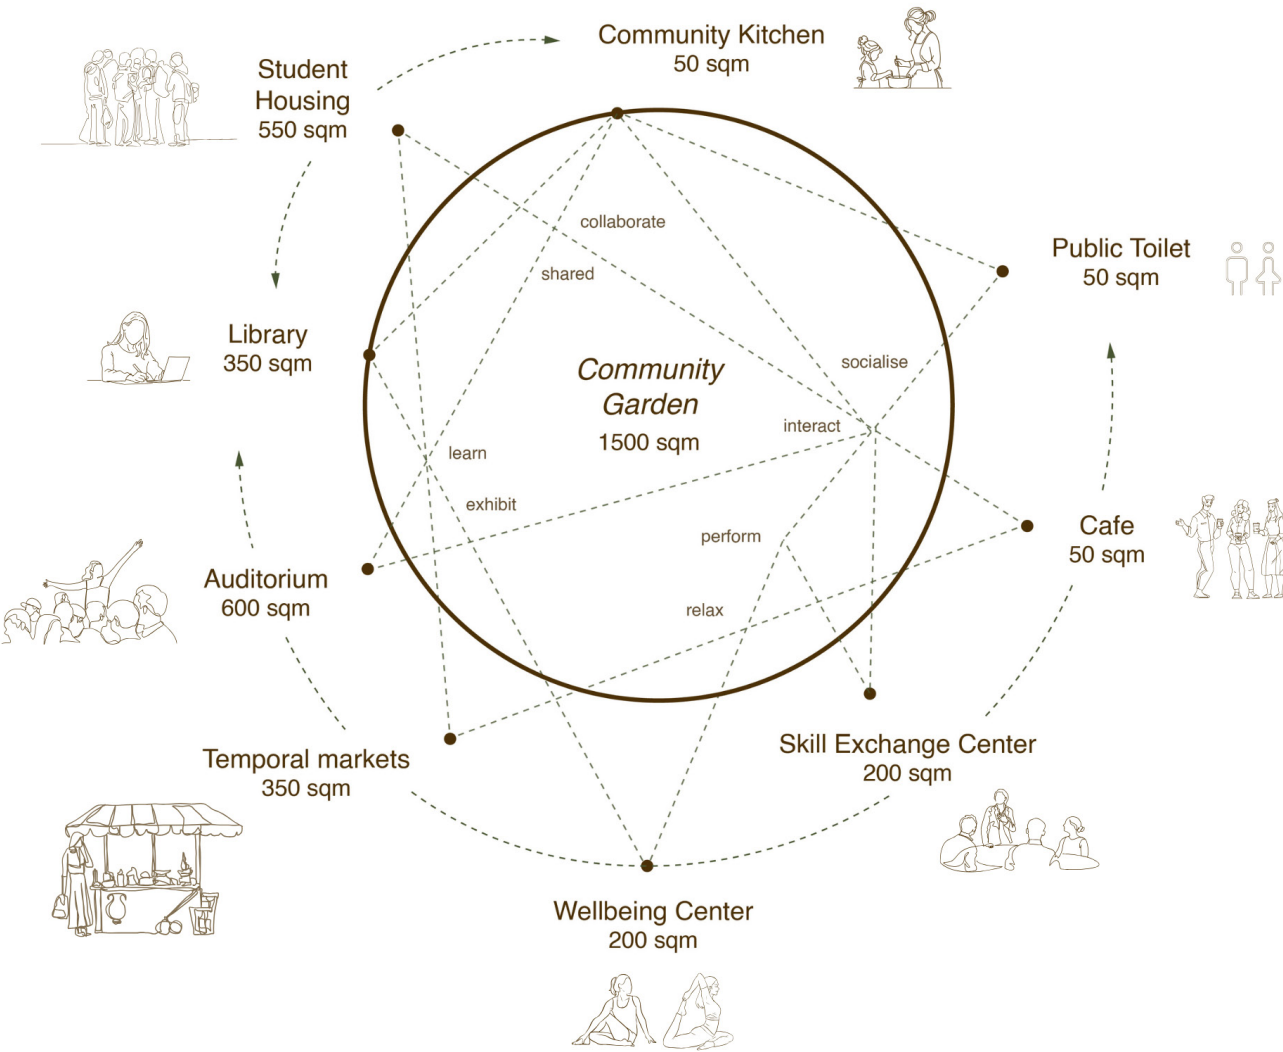 Community Kitchen
50 sqm
Student
Housing
550 sqm
collaborate
shared
Public Toilet
50 sqm
Library
350 sqm
socialise
Community
Garden
1500 sqm
interact
learn
exhibit
perform
Cafe
50 sqm
Auditorium
600 sqm
relax
Skill Exchange Center
200 sqm
Temporal markets
350 sqm
Wellbeing Center
200 sqm